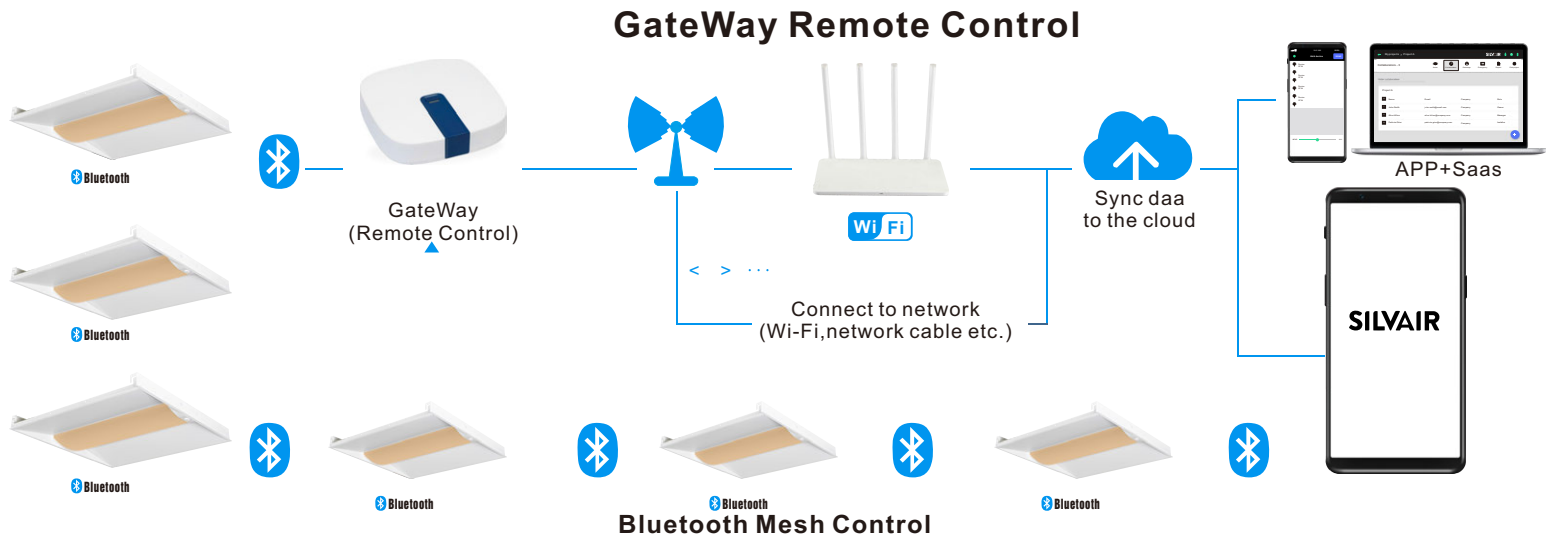 GateWay Remote Control
Bluetooth
GateWay
(Remote Control)
Wi Fi
Sync daa
to the cloud
SILVAIR
APP+Saas
Bluetooth
< > ···
Connect to network
(Wi-Fi,network cable etc.)
SILVAIR
Bluetooth
Bluetooth
Bluetooth
Bluetooth
Bluetooth Mesh Control